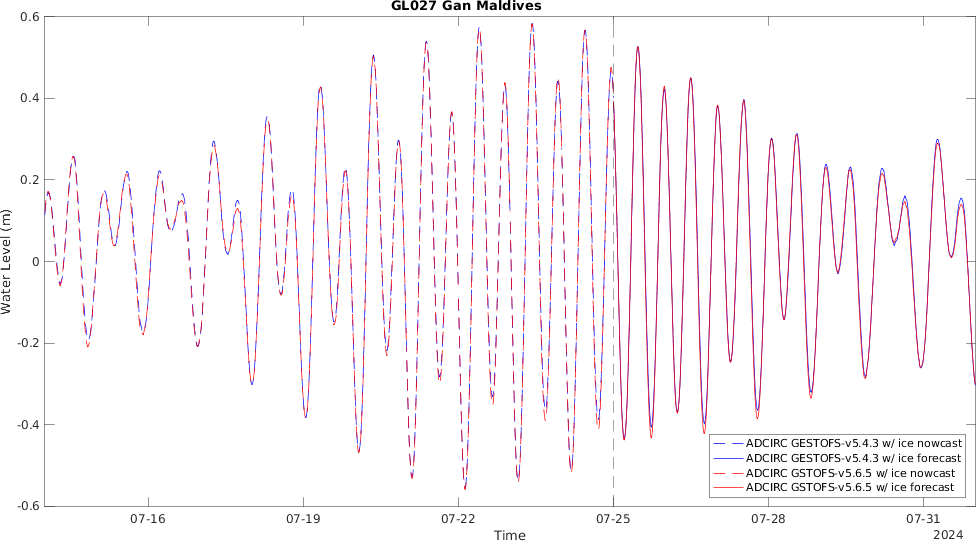 GL027 Gan Maldives
0.6
0.4
0.2
0
-0.2
-0.4
-0.6
Water Level (m)
ADCIRC GESTOFS-v5.4.3 w/ ice nowcast
ADCIRC GESTOFS-v5.4.3 w/ ice forecast
ADCIRC GSTOFS-v5.6.5 w/ ice nowcast
ADCIRC GSTOFS-v5.6.5 w/ ice forecast
07-16 07-19 07-22 07-25 07-28 07-31
Time
2024